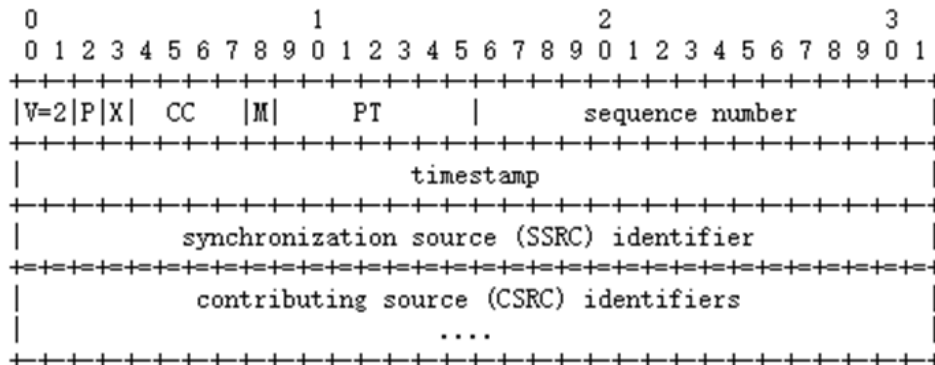 0                   1                   2                   3
0 1 2 3 4 5 6 7 8 9 0 1 2 3 4 5 6 7 8 9 0 1 2 3 4 5 6 7 8 9 0 1
+-+-+-+-+-+-+-+-+-+-+-+-+-+-+-+-+-+-+-+-+-+-+-+-+-+-+-+-+-+-+-+-+
|V=2|P|X|  CC   |M|     PT      |       sequence number         |
+-+-+-+-+-+-+-+-+-+-+-+-+-+-+-+-+-+-+-+-+-+-+-+-+-+-+-+-+-+-+-+-+
|                           timestamp                           |
+-+-+-+-+-+-+-+-+-+-+-+-+-+-+-+-+-+-+-+-+-+-+-+-+-+-+-+-+-+-+-+-+
|           synchronization source (SSRC) identifier            |
+=+=+=+=+=+=+=+=+=+=+=+=+=+=+=+=+=+=+=+=+=+=+=+=+=+=+=+=+=+=+=+=+
|            contributing source (CSRC) identifiers             |
|                             ....                              |
+-+-+-+-+-+-+-+-+-+-+-+-+-+-+-+-+-+-+-+-+-+-+-+-+-+-+-+-+-+-+-+-+